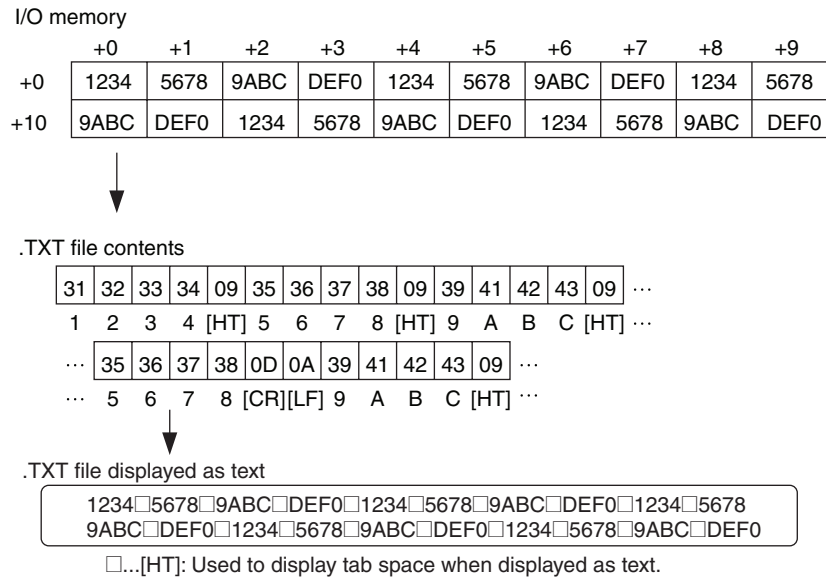 I/O memory
+0 +1 +2 +3 +4 +5 +6 +7 +8 +9
+0 1234 5678 9ABC DEF0 1234 5678 9ABC DEF0 1234 5678
+10 9ABC DEF0 1234 5678 9ABC DEF0 1234 5678 9ABC DEF0
.TXT file contents
31 32 33 34 09 35 36 37 38 09 39 41 42 43 09 ···
1 2 3 4 [HT] 5 6 7 8 [HT] 9 A B C [HT] ···
··· 35 36 37 38 0D 0A 39 41 42 43 09 ···
··· 5 6 7 8 [CR][LF] 9 A B C [HT] ···
.TXT file displayed as text
1234□5678□9ABC□DEF0□1234□5678□9ABC□DEF0□1234□5678
9ABC□DEF0□1234□5678□9ABC□DEF0□1234□5678□9ABC□DEF0
□...[HT]: Used to display tab space when displayed as text.